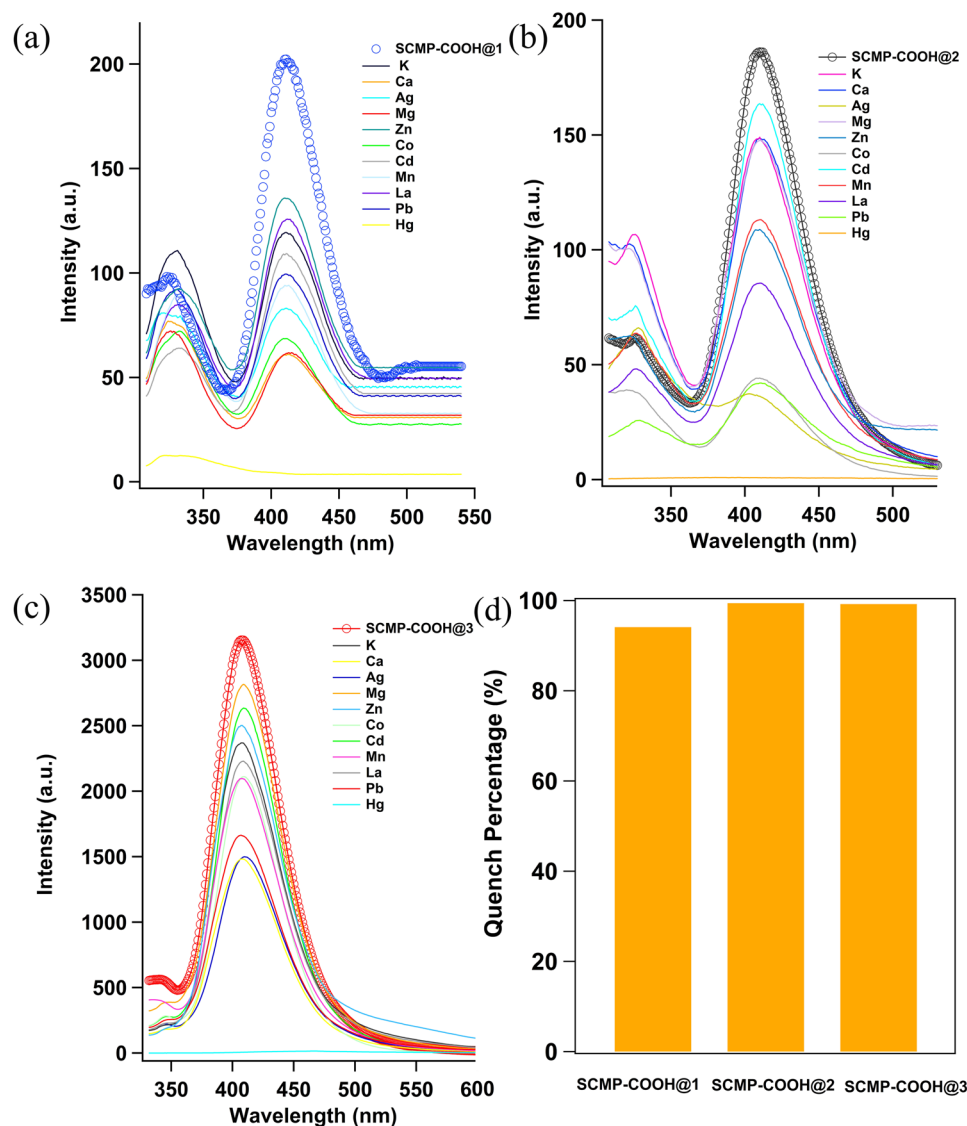 (a)
200
150
100
50
0
Intensity (a.u.)
350
400
450
500
550
Wavelength (nm)
SCMP-COOH@1
K
Ca
Ag
Mg
Zn
Co
Cd
Mn
La
Pb
Hg
(b)
200
150
100
50
0
Intensity (a.u.)
350
400
450
500
Wavelength (nm)
SCMP-COOH@2
K
Ca
Ag
Mg
Zn
Co
Cd
Mn
La
Pb
Hg
(c)
3500
3000
2500
2000
1500
1000
500
0
Intensity (a.u.)
350
400
450
500
550
600
Wavelength (nm)
SCMP-COOH@3
K
Ca
Ag
Mg
Zn
Co
Cd
Mn
La
Pb
Hg
(d)
100
80
60
40
20
0
Quench Percentage (%)
SCMP-COOH@1
SCMP-COOH@2
SCMP-COOH@3